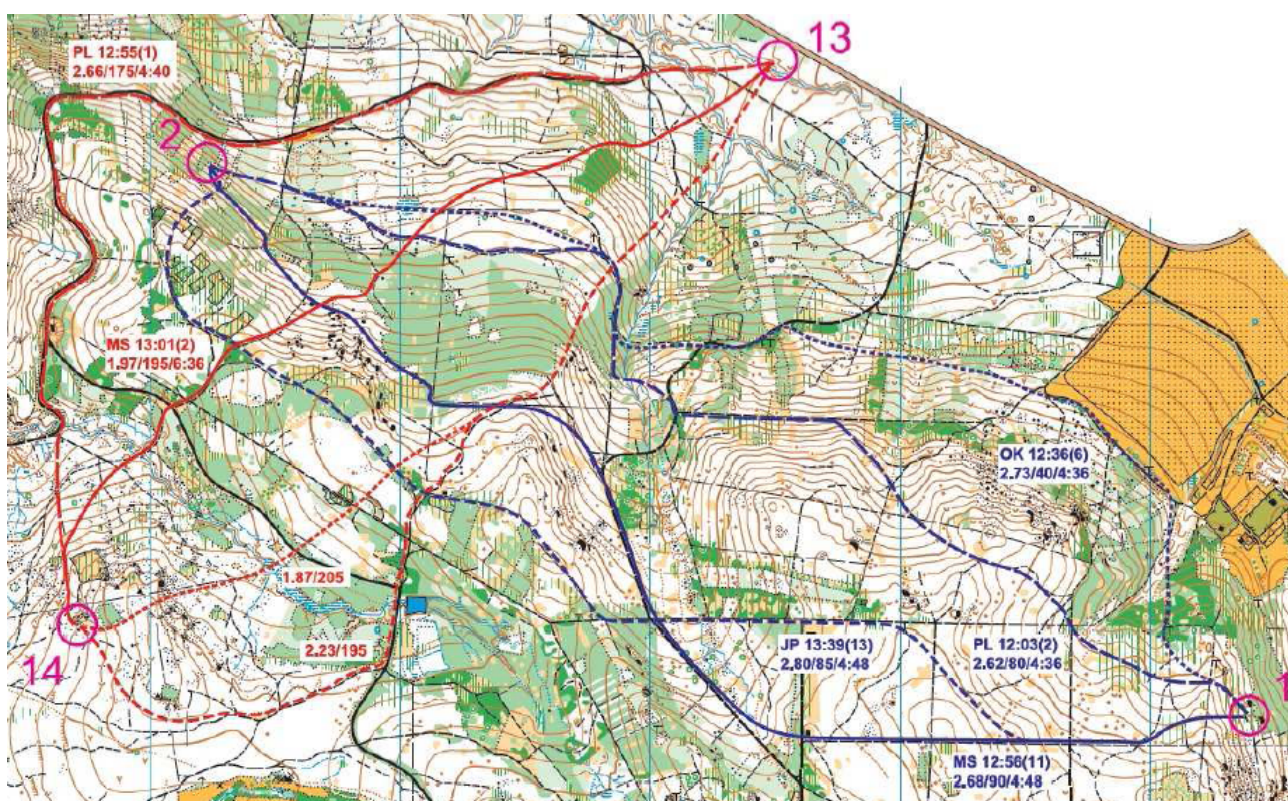 13
PL 12:55(1)
2.66/175/4:40
2
MS 13:01(2)
1.97/195/6:36
OK 12:36(6)
2.73/40/4:36
1.87/205
2.23/195
14
JP 13:39(13)
2.80/85/4:48
PL 12:03(2)
2.62/80/4:36
1
MS 12:56(11)
2.68/90/4:48